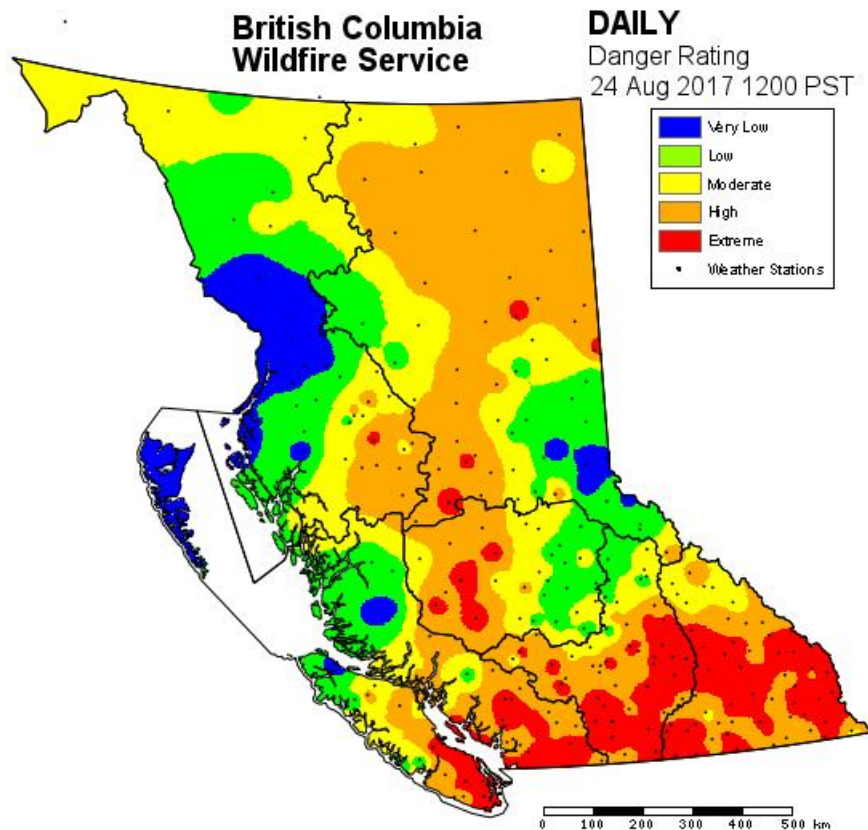 British Columbia
Wildfire Service
DAILY
Danger Rating
24 Aug 2017 1200 PST
Very Low
Low
Moderate
High
Extreme
Weather Stations
0 100 200 300 400 500 km